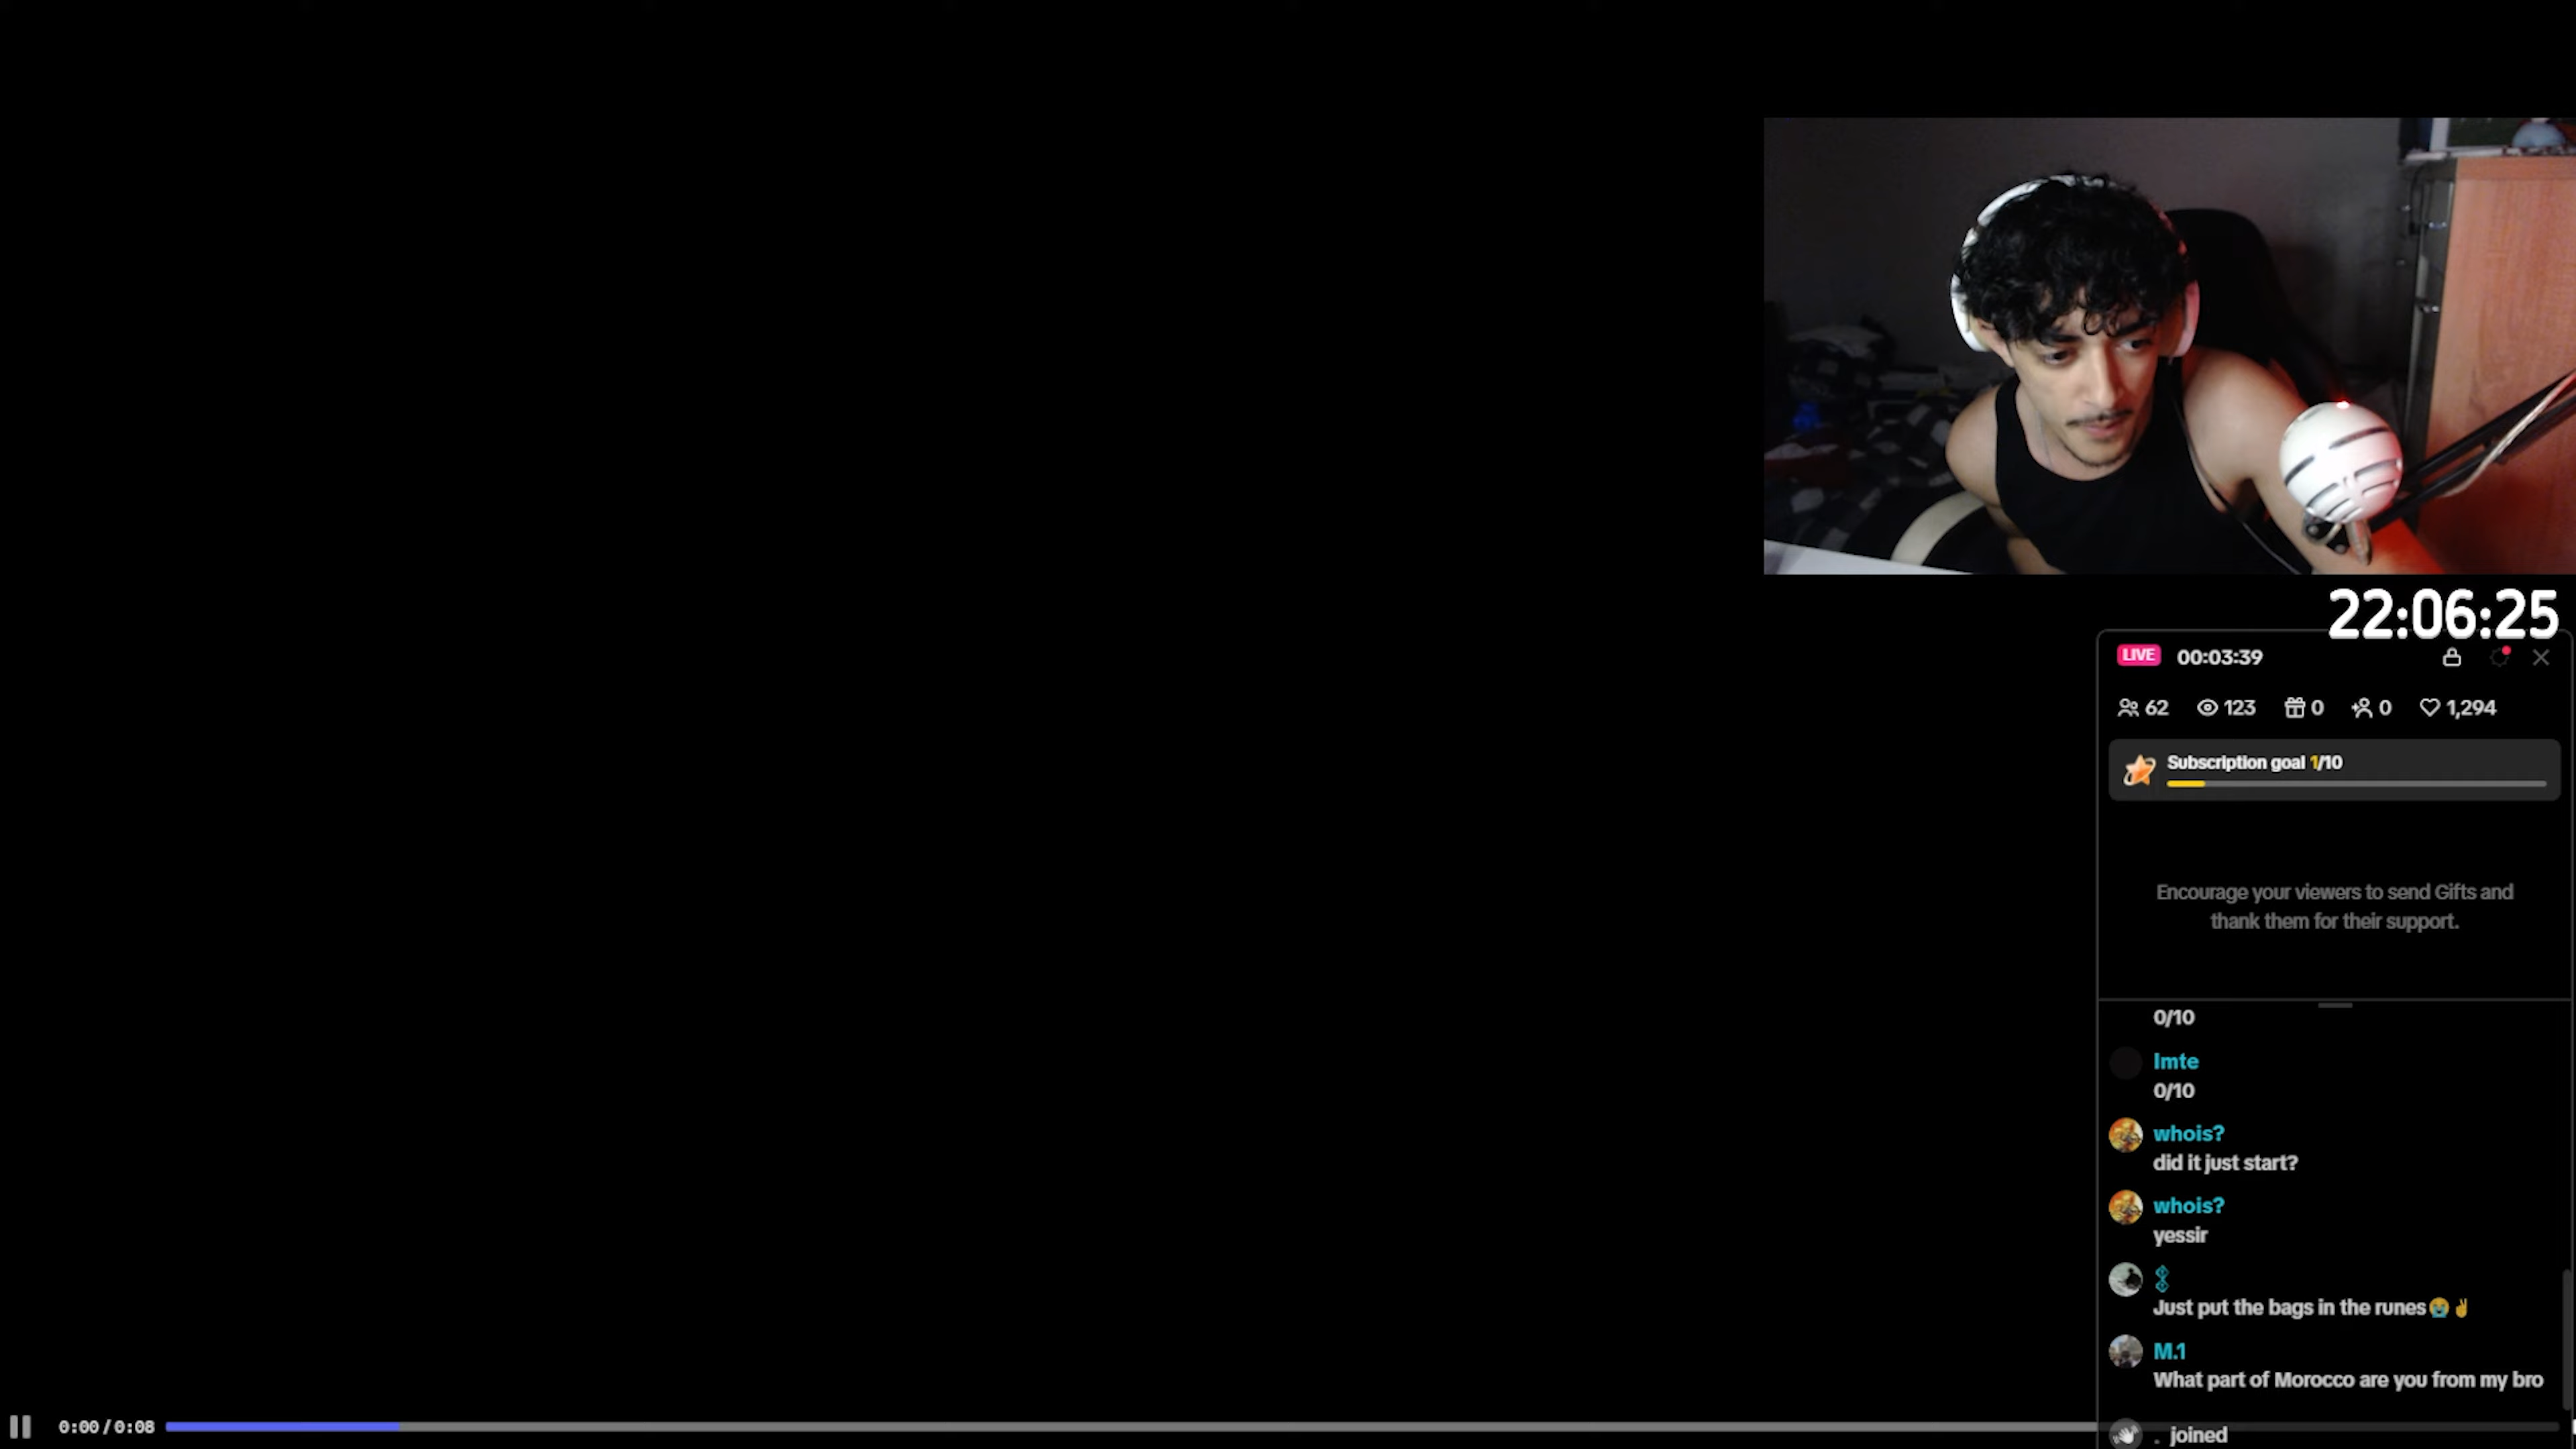 22:06:25
LIVE 00:03:39
62 123 0 0 1,294
Subscription goal 1/10
Encourage your viewers to send Gifts and
thank them for their support.
0/10
Imte
0/10
whois?
did it just start?
whois?
yessir
Just put the bags in the runes😭✌️
M.1
What part of Morocco are you from my bro
. joined
0:00 / 0:08